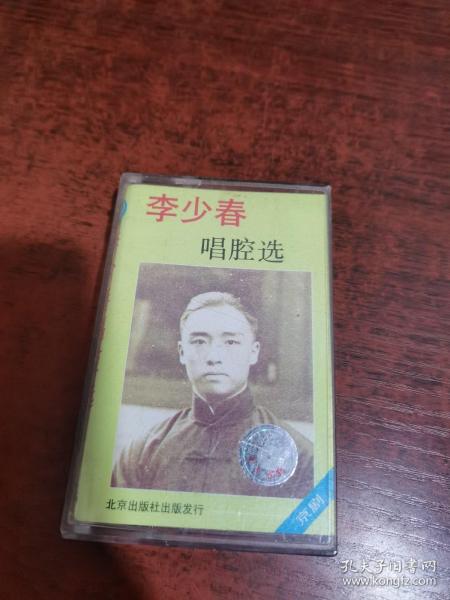 李少春
唱腔选
北京出版社出版发行
京剧
孔夫子旧书网
www.kongfz.com